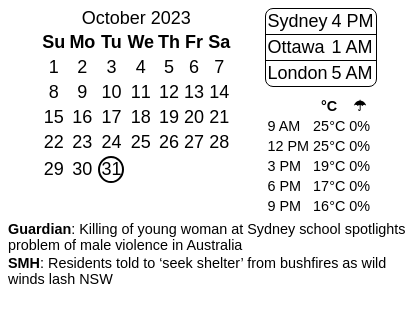 October 2023
Su Mo Tu We Th Fr Sa
1 2 3 4 5 6 7
8 9 10 11 12 13 14
15 16 17 18 19 20 21
22 23 24 25 26 27 28
29 30 31
Sydney 4 PM
Ottawa 1 AM
London 5 AM
°C ☂
9 AM 25°C 0%
12 PM 25°C 0%
3 PM 19°C 0%
6 PM 17°C 0%
9 PM 16°C 0%
Guardian: Killing of young woman at Sydney school spotlights
problem of male violence in Australia
SMH: Residents told to ‘seek shelter’ from bushfires as wild
winds lash NSW